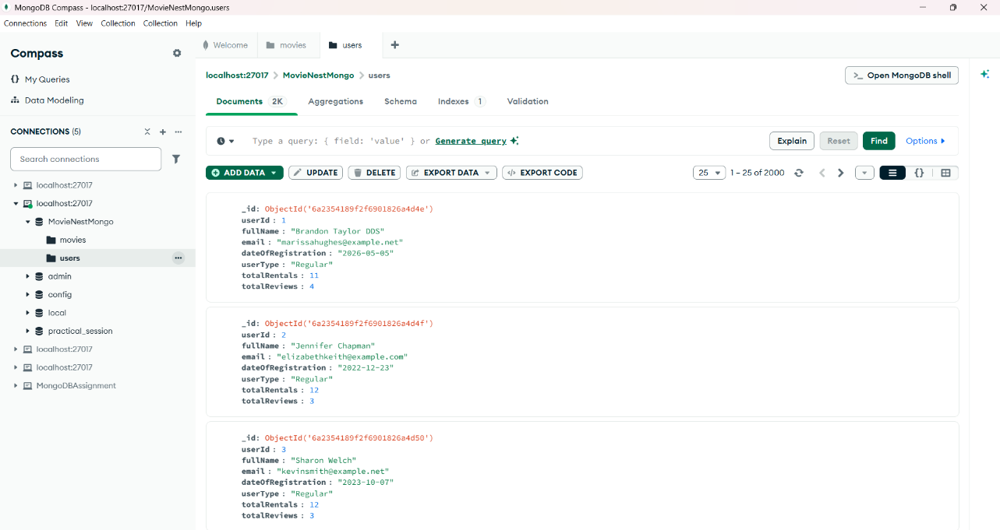 MongoDB Compass - localhost:27017/MovieNestMongo.users
Connections Edit View Collection Collection Help
Compass
My Queries
Data Modeling
CONNECTIONS (5)
Search connections
localhost:27017
localhost:27017
MovieNestMongo
movies
users
admin
config
local
practical_session
localhost:27017
localhost:27017
MongoDBAssignment
Welcome movies users
localhost:27017 > MovieNestMongo > users
>_ Open MongoDB shell
Documents 2K Aggregations Schema Indexes 1 Validation
Type a query: { field: 'value' } or Generate query
Explain Reset Find Options
ADD DATA UPDATE DELETE EXPORT DATA </> EXPORT CODE
25 1 – 25 of 2000 {}
_id: ObjectId('6a2354189f2f6901826a4d4e')
userId : 1
fullName : "Brandon Taylor DDS"
email : "marissahughes@example.net"
dateOfRegistration : "2026-05-05"
userType : "Regular"
totalRentals : 11
totalReviews : 4
_id: ObjectId('6a2354189f2f6901826a4d4f')
userId : 2
fullName : "Jennifer Chapman"
email : "elizabethkeith@example.com"
dateOfRegistration : "2022-12-23"
userType : "Regular"
totalRentals : 12
totalReviews : 3
_id: ObjectId('6a2354189f2f6901826a4d50')
userId : 3
fullName : "Sharon Welch"
email : "kevinsmith@example.net"
dateOfRegistration : "2023-10-07"
userType : "Regular"
totalRentals : 12
totalReviews : 3